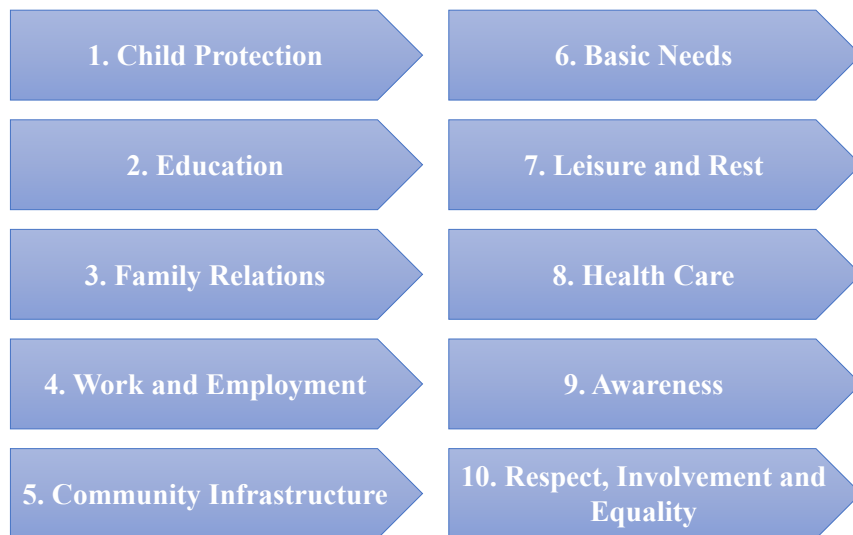 1. Child Protection
2. Education
3. Family Relations
4. Work and Employment
5. Community Infrastructure
6. Basic Needs
7. Leisure and Rest
8. Health Care
9. Awareness
10. Respect, Involvement and
Equality